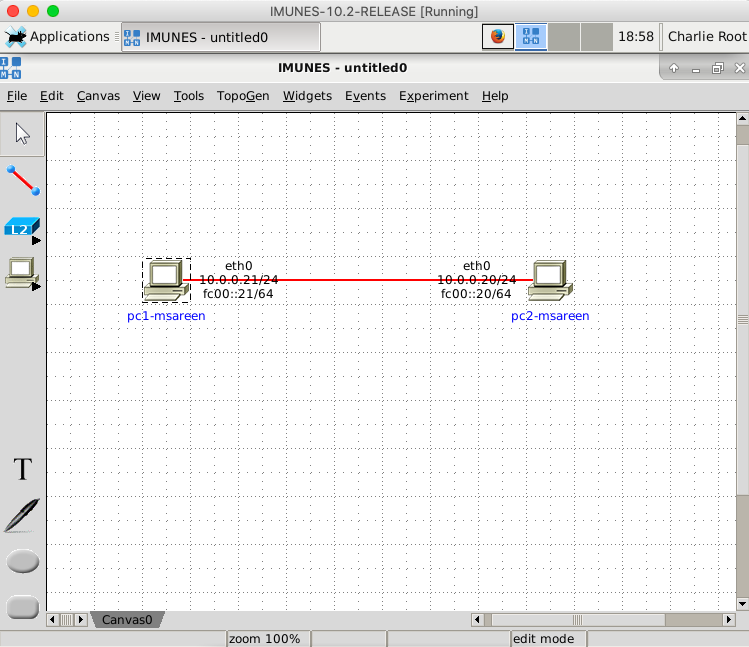 IMUNES-10.2-RELEASE [Running]
Applications
IMUNES - untitled0
18:58
Charlie Root
IMUNES - untitled0
File Edit Canvas View Tools TopoGen Widgets Events Experiment Help
L2
eth0
10.0.0.21/24
fc00::21/64
pc1-msareen
eth0
10.0.0.20/24
fc00::20/64
pc2-msareen
T
Canvas0
zoom 100%
edit mode